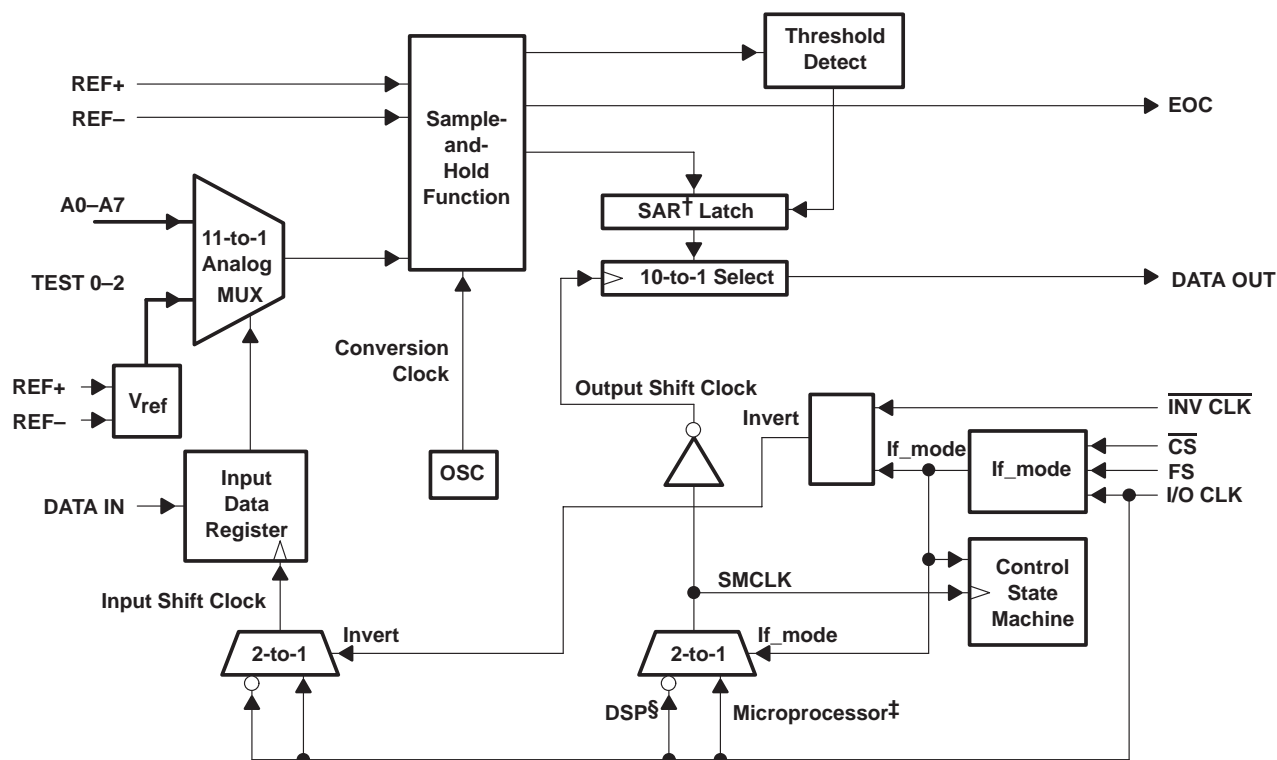 Threshold
Detect
REF+
REF–
EOC
Sample-
and-
Hold
Function
A0–A7
SAR† Latch
11-to-1
Analog
MUX
10-to-1 Select
TEST 0–2
DATA OUT
Conversion
Clock
REF+
REF–
Vref
Output Shift Clock
Invert
INV CLK
CS
If_mode
If_mode
FS
I/O CLK
OSC
Input
Data
Register
DATA IN
SMCLK
Control
State
Machine
Input Shift Clock
Invert
If_mode
2-to-1
2-to-1
DSP§
Microprocessor‡